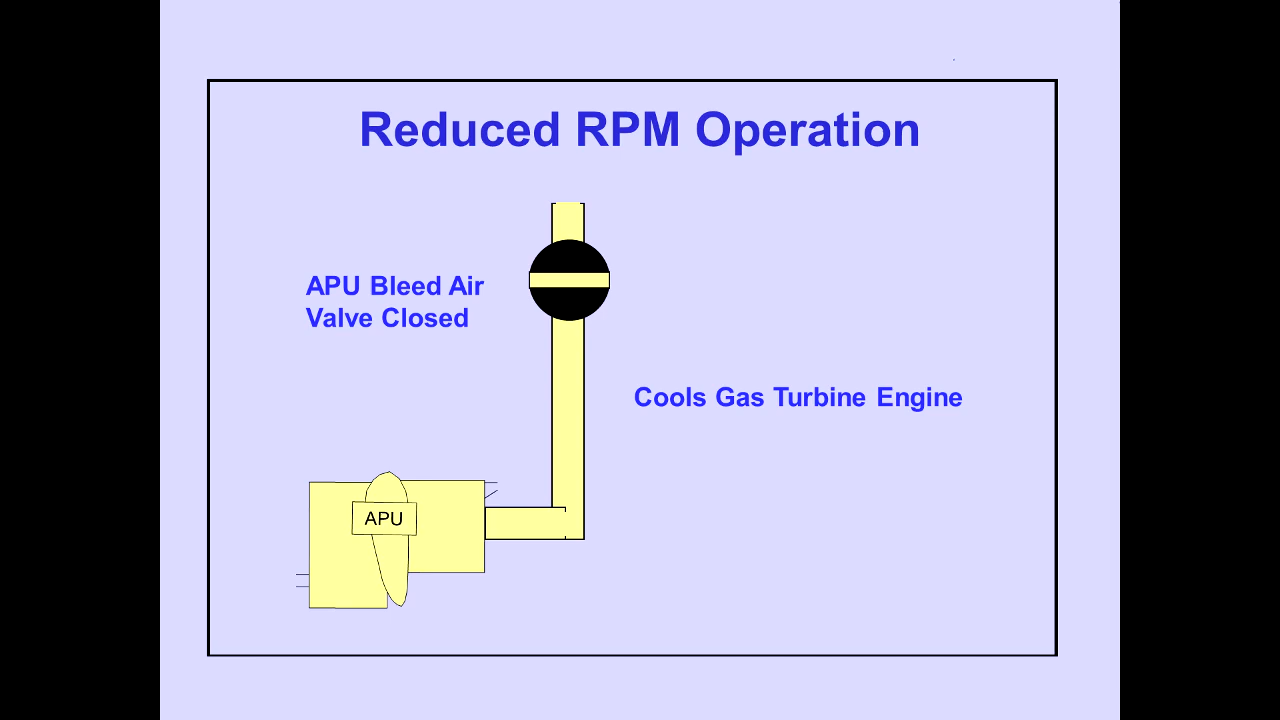 Reduced RPM Operation
APU Bleed Air
Valve Closed
Cools Gas Turbine Engine
APU